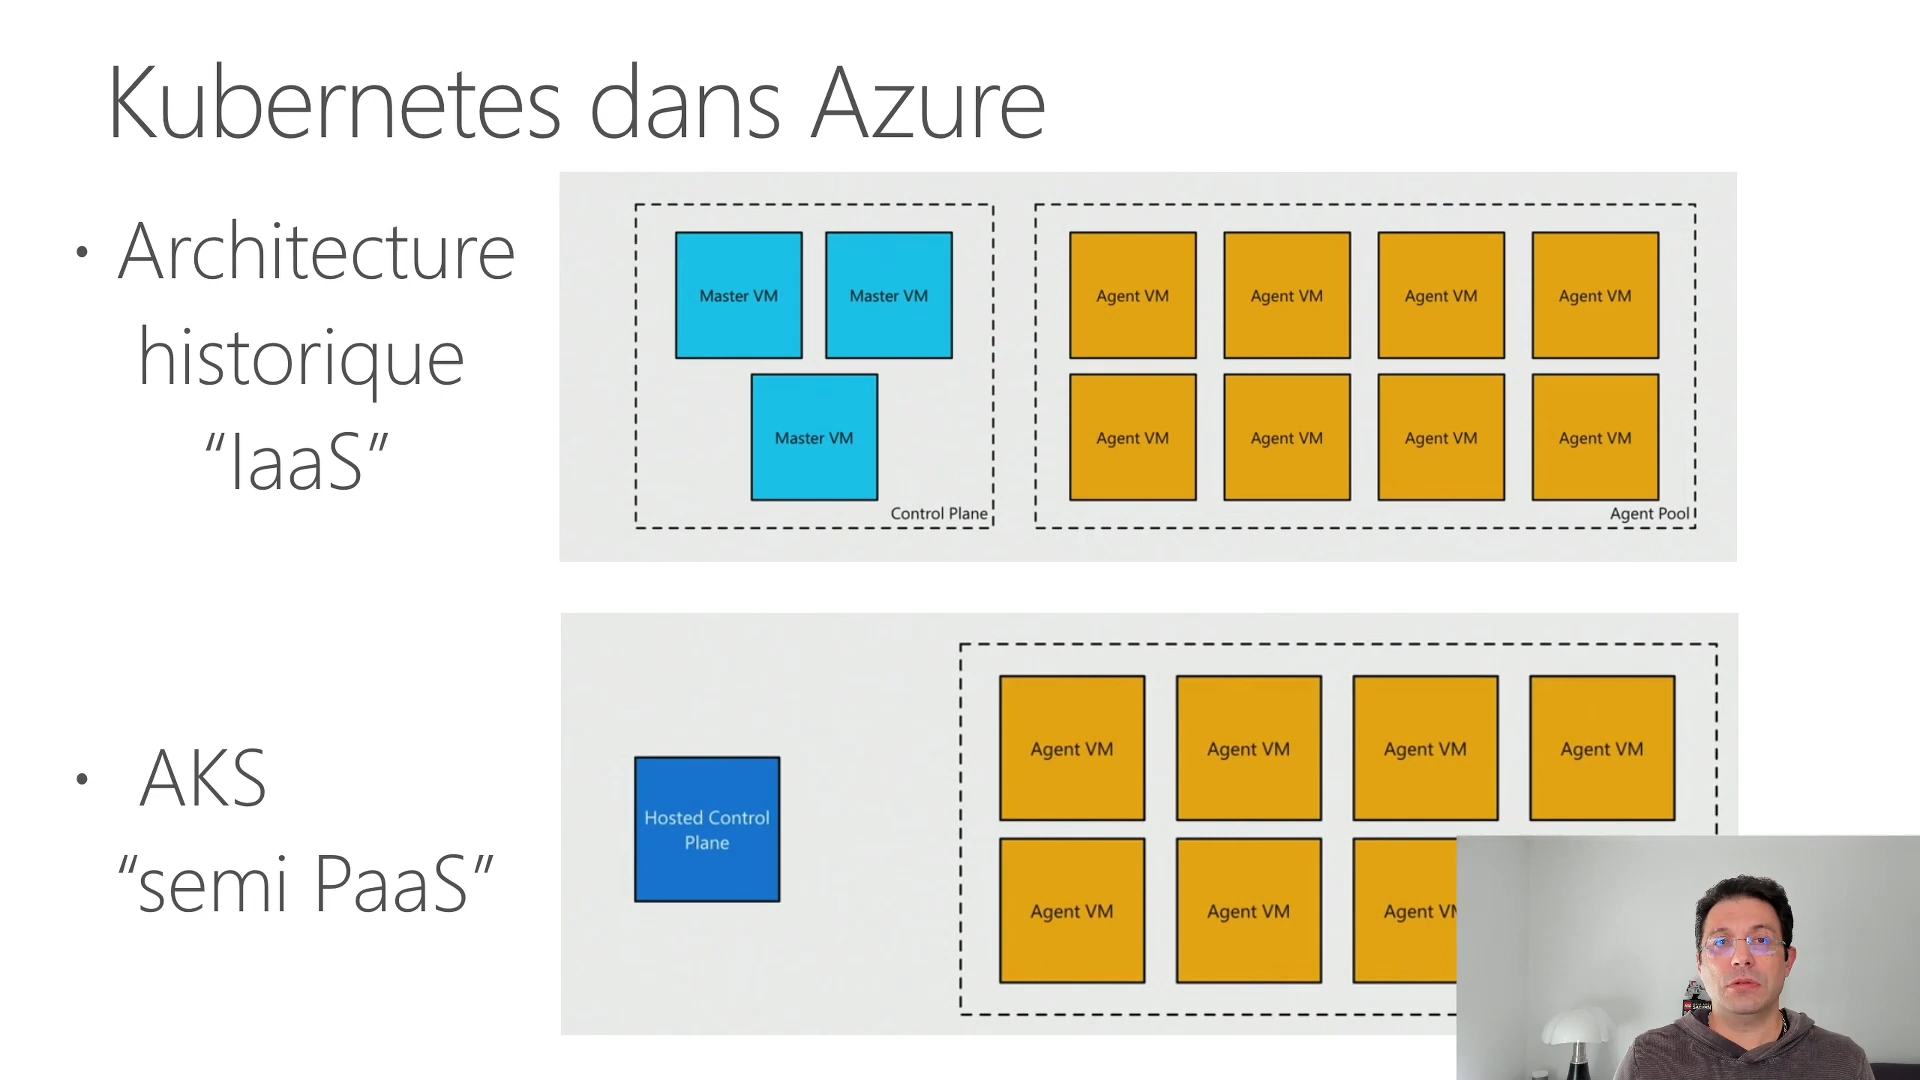 Kubernetes dans Azure
• Architecture
historique
“IaaS”
Master VM Master VM
Master VM
Control Plane
Agent VM Agent VM Agent VM Agent VM
Agent VM Agent VM Agent VM Agent VM
Agent Pool
• AKS
“semi PaaS”
Hosted Control
Plane
Agent VM Agent VM Agent VM Agent VM
Agent VM Agent VM Agent VM